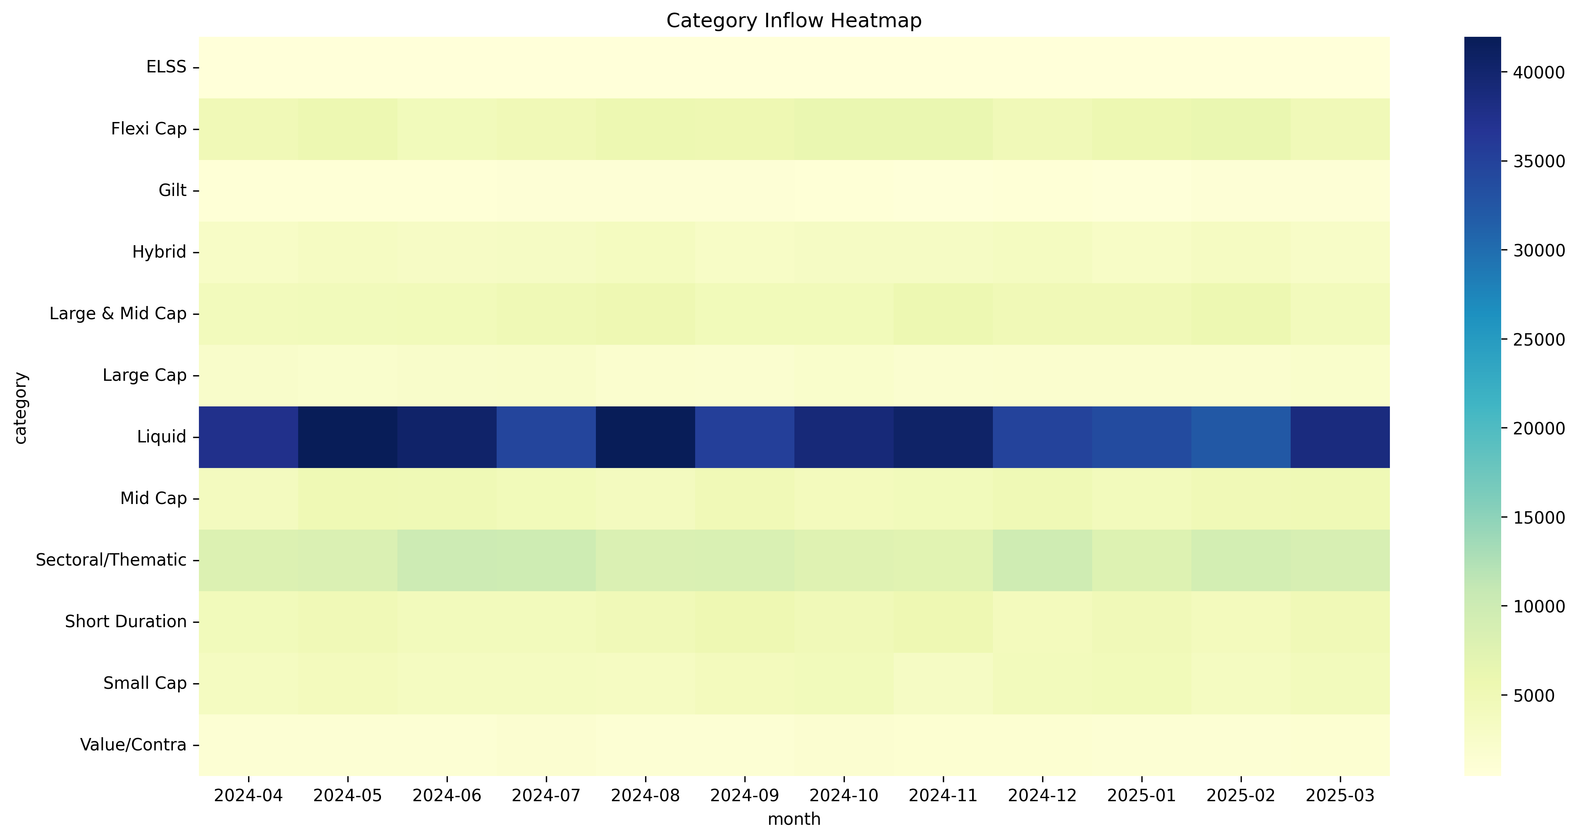 Category Inflow Heatmap
ELSS
Flexi Cap
Gilt
Hybrid
Large & Mid Cap
Large Cap
Liquid
Mid Cap
Sectoral/Thematic
Short Duration
Small Cap
Value/Contra
category
2024-04 2024-05 2024-06 2024-07 2024-08 2024-09 2024-10 2024-11 2024-12 2025-01 2025-02 2025-03
month
40000
35000
30000
25000
20000
15000
10000
5000